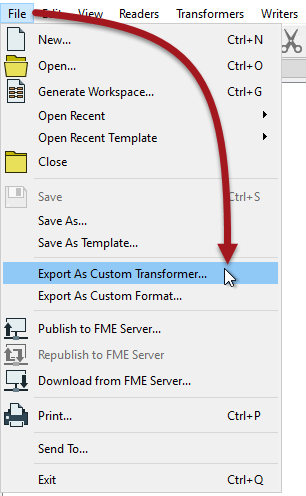 File Edit View Readers Transformers Writers
New... Ctrl+N
Open... Ctrl+O
Generate Workspace... Ctrl+G
Open Recent
Open Recent Template
Close
Save Ctrl+S
Save As...
Save As Template...
Export As Custom Transformer...
Export As Custom Format...
Publish to FME Server...
Republish to FME Server
Download from FME Server...
Print... Ctrl+P
Send To...
Exit Ctrl+Q